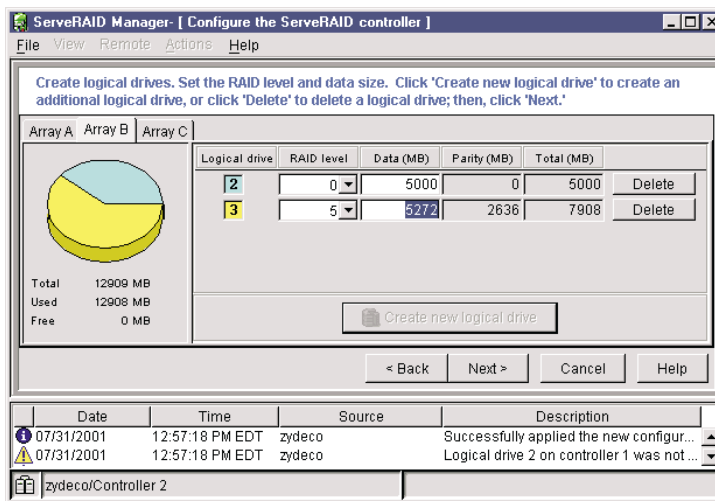 ServeRAID Manager- [ Configure the ServeRAID controller ]
File View Remote Actions Help
Create logical drives. Set the RAID level and data size. Click 'Create new logical drive' to create an
additional logical drive, or click 'Delete' to delete a logical drive; then, click 'Next.'
Array A Array B Array C
Logical drive RAID level Data (MB) Parity (MB) Total (MB)
2 0 5000 0 5000 Delete
3 5 5272 2636 7908 Delete
Total 12909 MB
Used 12908 MB
Free 0 MB
Create new logical drive
< Back Next > Cancel Help
Date Time Source Description
07/31/2001 12:57:18 PM EDT zydeco Successfully applied the new configur...
07/31/2001 12:57:18 PM EDT zydeco Logical drive 2 on controller 1 was not ...
zydeco/Controller 2